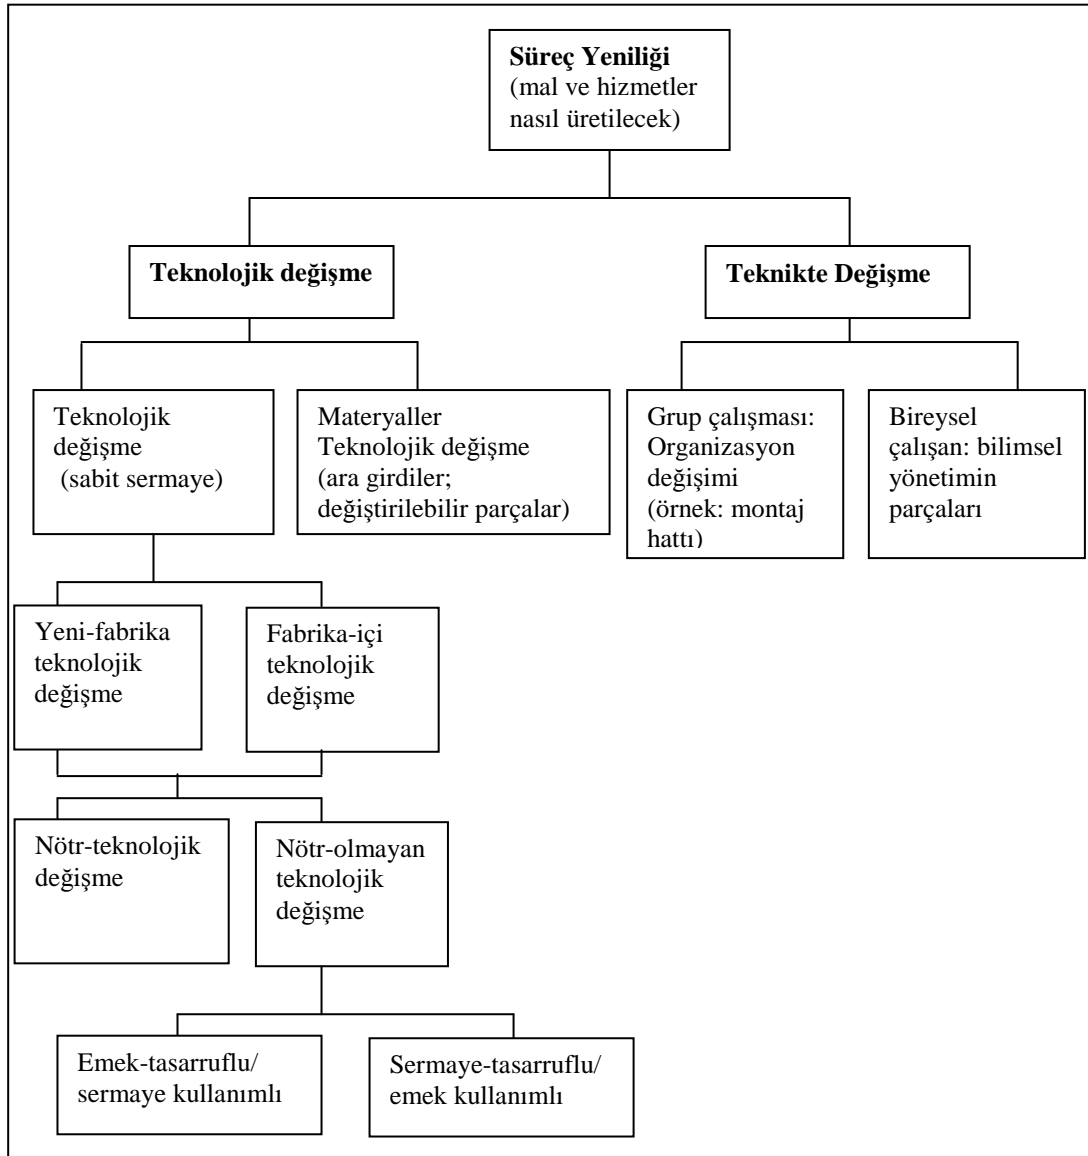 Süreç Yeniliği
(mal ve hizmetler
nasıl üretilecek)
Teknolojik değişme
Teknikte Değişme
Teknolojik
değişme
(sabit sermaye)
Materyaller
Teknolojik değişme
(ara girdiler;
değiştirilebilir parçalar)
Grup çalışması:
Organizasyon
değişimi
(örnek: montaj
hattı)
Bireysel
çalışan: bilimsel
yönetimin
parçaları
Yeni-fabrika
teknolojik
değişme
Fabrika-içi
teknolojik
değişme
Nötr-teknolojik
değişme
Nötr-olmayan
teknolojik
değişme
Emek-tasarruflu/
sermaye kullanımlı
Sermaye-tasarruflu/
emek kullanımlı